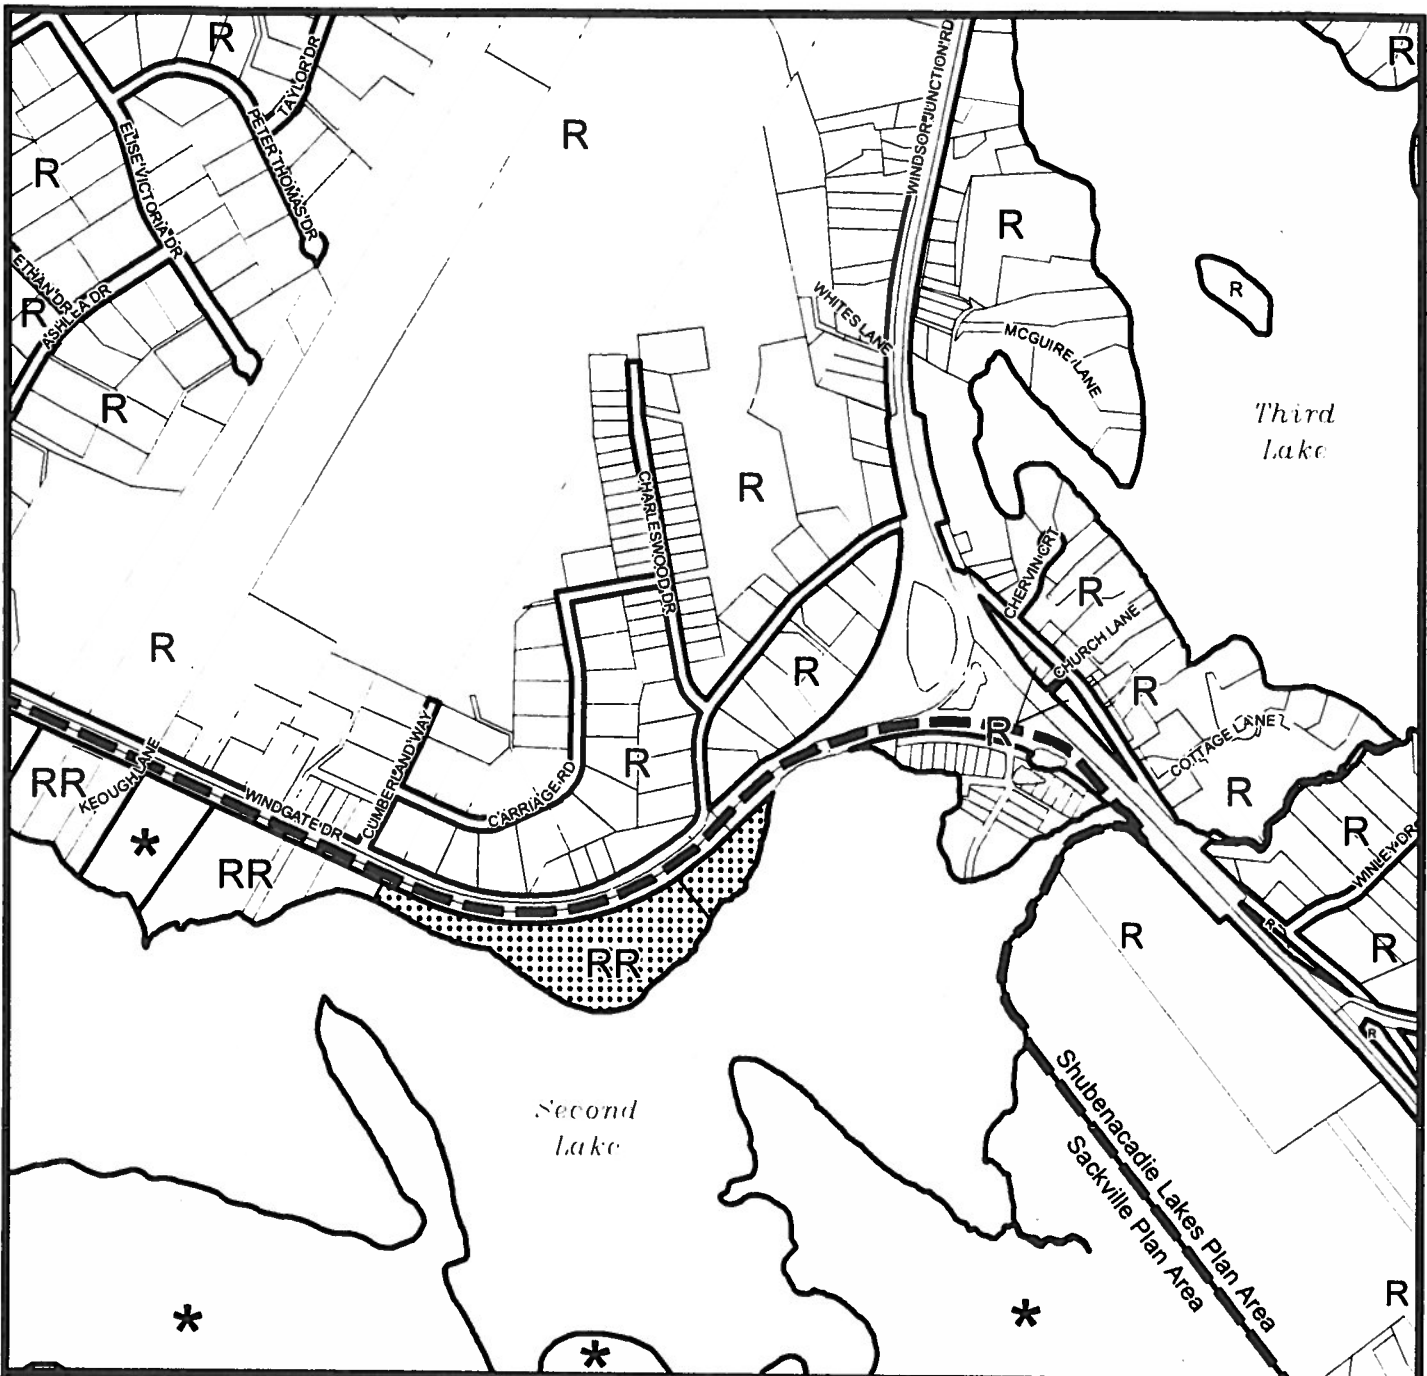 R
R
TAYLOR DR
PETER THOMAS DR
ELISE VICTORIA DR
R
R
WINDSOR JUNCTION RD
R
R
ETHAN DR
R
ASHLEA DR
WHITES LANE
MCGUIRE LANE
R
R
Third
Lake
CHARLESWOOD DR
R
CHERVIN CRT
R
CHURCH LANE
R
R
R
R
COTTAGE LANE
CUMBERLAND WAY
R
RR
KEOUGH LANE
WINDGATE DR
CARRIAGE RD
R
R
WINLEY DR
*
RR
RR
R
R
R
R
Second
Lake
Shubenacadie Lakes Plan Area
Sackville Plan Area
R
*
*
*